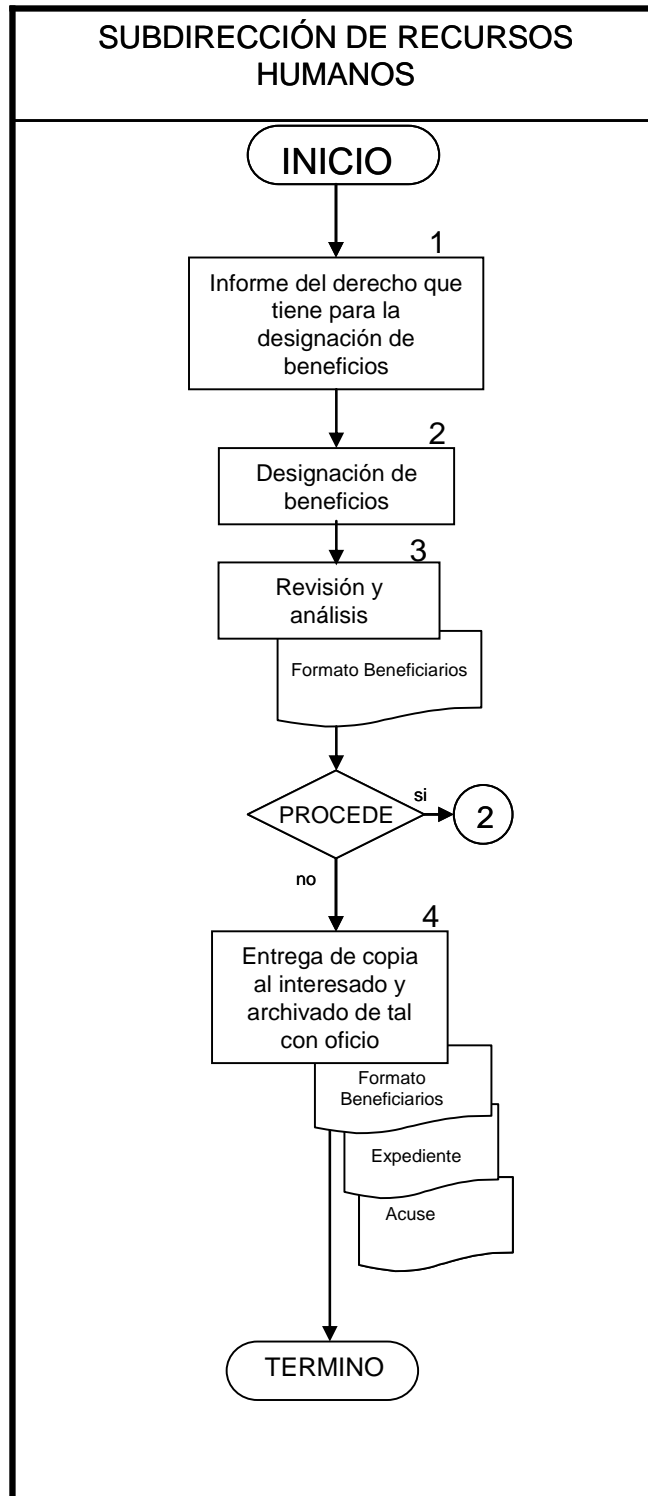 SUBDIRECCIÓN DE RECURSOS
HUMANOS
INICIO
1
Informe del derecho que
tiene para la
designación de
beneficios
2
Designación de
beneficios
3
Revisión y
análisis
Formato Beneficiarios
PROCEDE
si
2
no
4
Entrega de copia
al interesado y
archivado de tal
con oficio
Formato
Beneficiarios
Expediente
Acuse
TERMINO